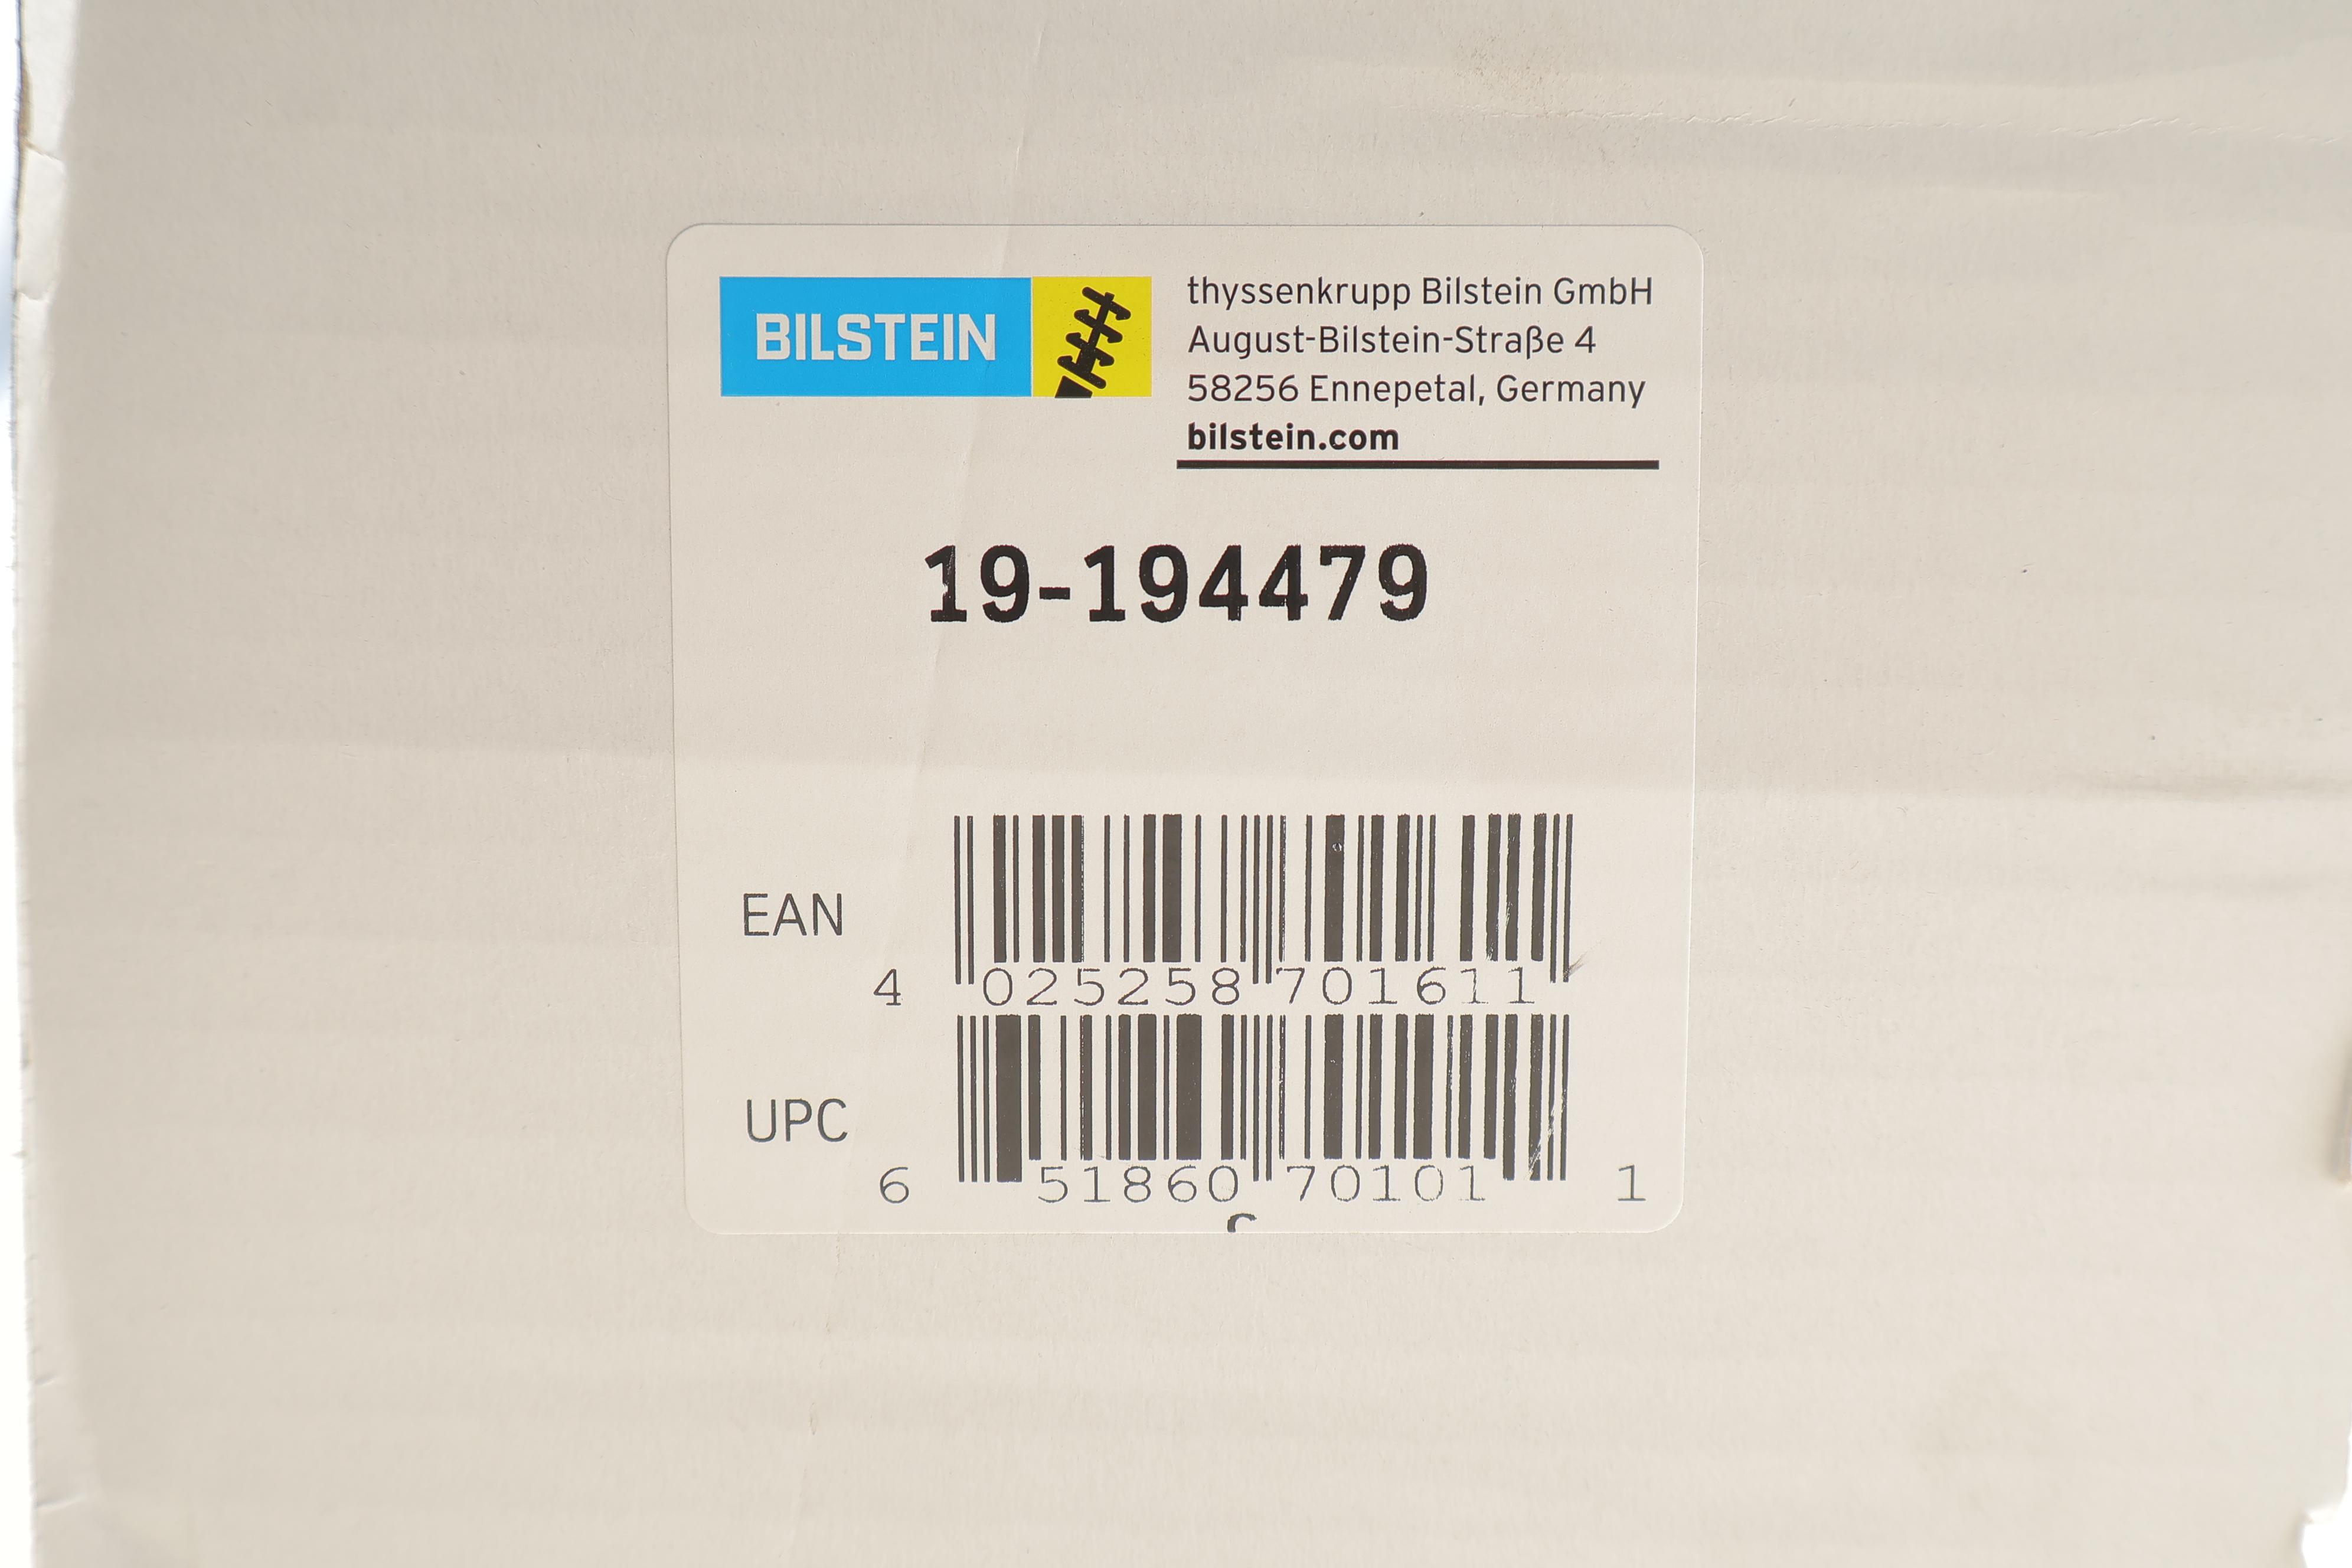 BILSTEIN
thyssenkrupp Bilstein GmbH
August-Bilstein-Straße 4
58256 Ennepetal, Germany
bilstein.com
19-194479
EAN
4 025258 701611
UPC
6 51860 70101 1